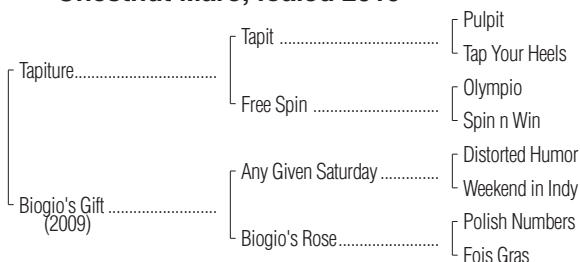 Chestnut Mare, foaled
Pulpit
Tapit
Tap Your Heels
Tapiture
Olympio
Free Spin
Spin n Win
Distorted Humor
Any Given Saturday
Weekend in Indy
Biogio's Gift
(2009)
Polish Numbers
Biogio's Rose
Fois Gras